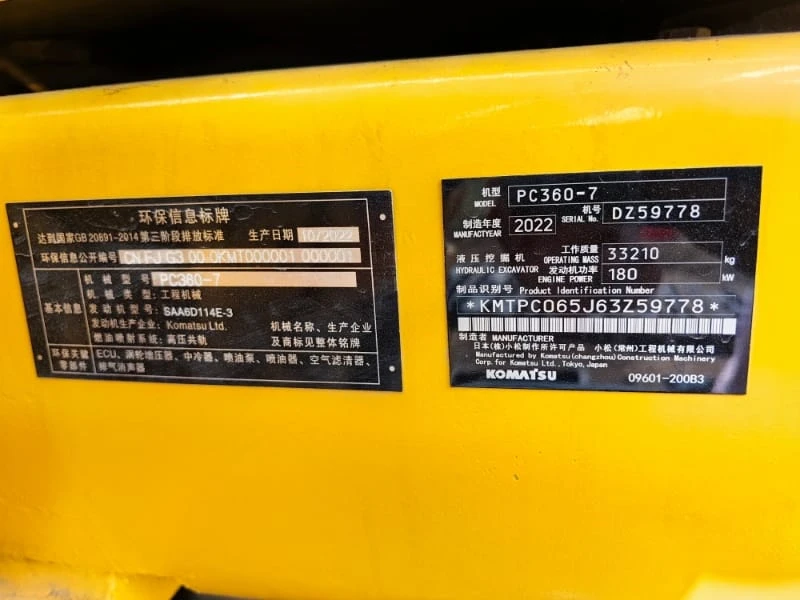 环保信息标牌
达到国家GB 20891-2014 第三阶段排放标准 生产日期 10/2022
环保信息公开编号 CN FJ G3 00 0KMT000001 000001
基本信息
机械型号: PC360-7
机械类型: 工程机械
发动机型号: SAA6D114E-3
发动机生产企业: Komatsu Ltd.
燃油喷射系统: 高压共轨
机械名称、生产企业
及商标见整体铭牌
环保关键零部件
ECU、涡轮增压器、中冷器、喷油泵、喷油器、空气滤清器、
排气消声器
机型 MODEL PC360-7
制造年度 MANUFACTYEAR 2022 机号 SERIAL No. DZ59778
液压挖掘机 HYDRAULIC EXCAVATOR
工作质量 OPERATING MASS 33210 kg
发动机功率 ENGINE POWER 180 kW
制品识别号 Product Identification Number
*KMTPC065J63Z59778*
制造者 MANUFACTURER
日本(株)小松制作所许可产品 小松(常州)工程机械有限公司
Manufactured by Komatsu(changzhou)Construction Machinery
Corp.for Komatsu Ltd.,Tokyo,Japan
KOMATSU 09601-200B3